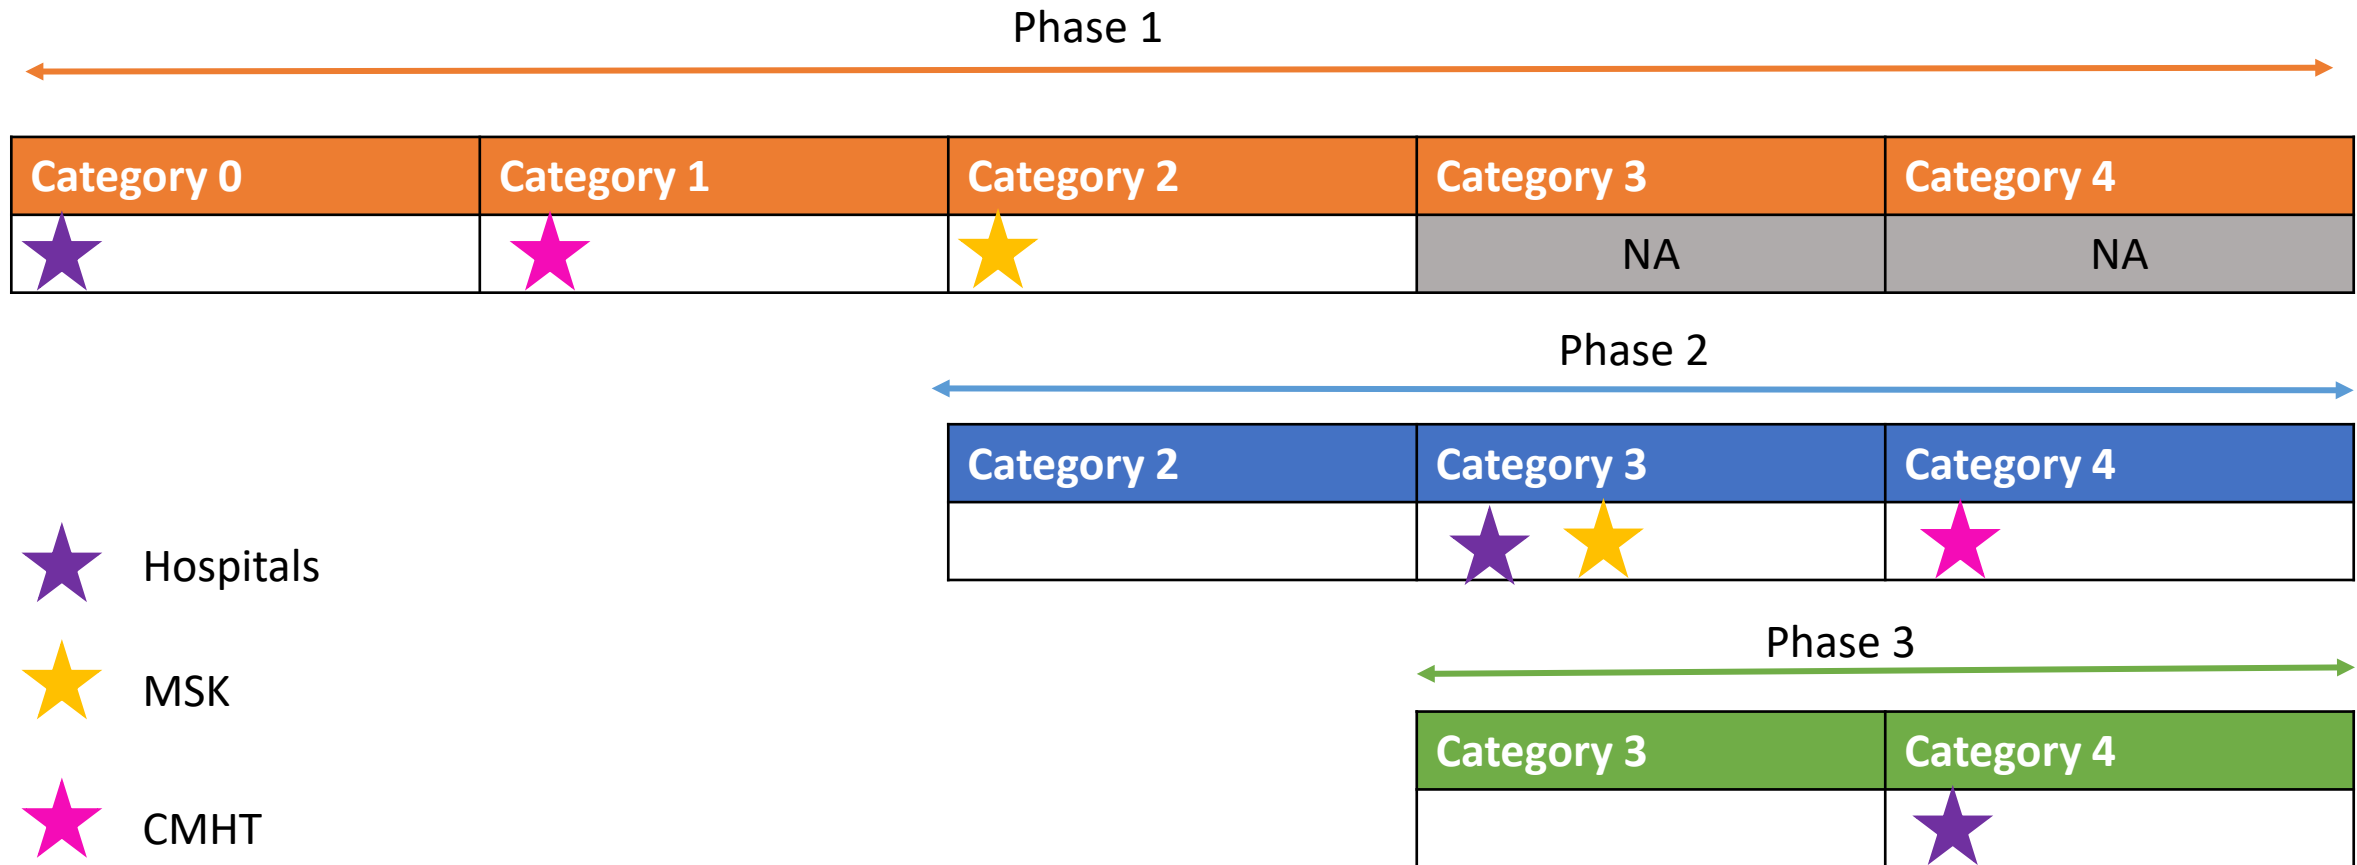 Phase 1
Category 0 Category 1 Category 2 Category 3 Category 4
NA NA
Phase 2
Category 2 Category 3 Category 4
Hospitals
Phase 3
MSK
Category 3 Category 4
CMHT